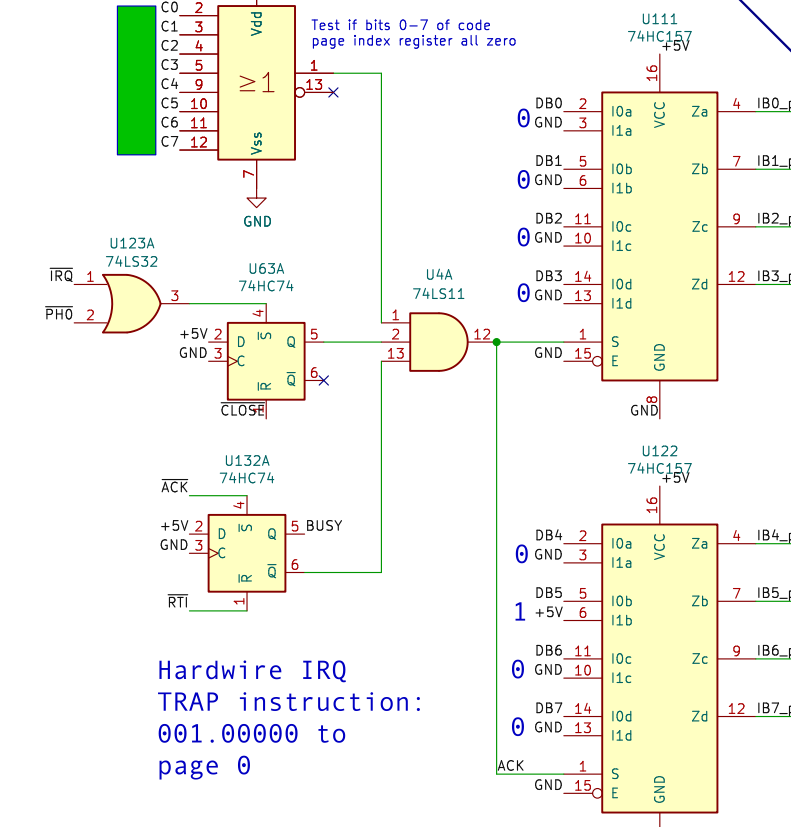 C0 2
C1 3
C2 4
C3 5
C4 9
C5 10
C6 11
C7 12
Vdd
≥1
Vss
1
13
7
GND
Test if bits 0-7 of code
page index register all zero
U123A
74LS32
IRQ 1
PH0 2
3
U63A
74HC74
4
+5V 2 D S Q 5
GND 3 C
R Q 6
CLOSE
1
U4A
74LS11
1
2
13
12
U132A
74HC74
ACK
4
+5V 2 D S Q 5 BUSY
GND 3 C
R Q 6
1
RTI
Hardwire IRQ
TRAP instruction:
001.00000 to
page 0
U111
74HC157
+5V
16
VCC
0 DB0 2 I0a Za 4 IB0_
GND 3 I1a
0 DB1 5 I0b Zb 7 IB1_
GND 6 I1b
0 DB2 11 I0c Zc 9 IB2_
GND 10 I1c
0 DB3 14 I0d Zd 12 IB3_
GND 13 I1d
1 S
GND 15 E
GND
GND 8
U122
74HC157
+5V
16
VCC
0 DB4 2 I0a Za 4 IB4_
GND 3 I1a
1 DB5 5 I0b Zb 7 IB5_
+5V 6 I1b
0 DB6 11 I0c Zc 9 IB6_
GND 10 I1c
0 DB7 14 I0d Zd 12 IB7_
GND 13 I1d
ACK 1 S
GND 15 E
GND